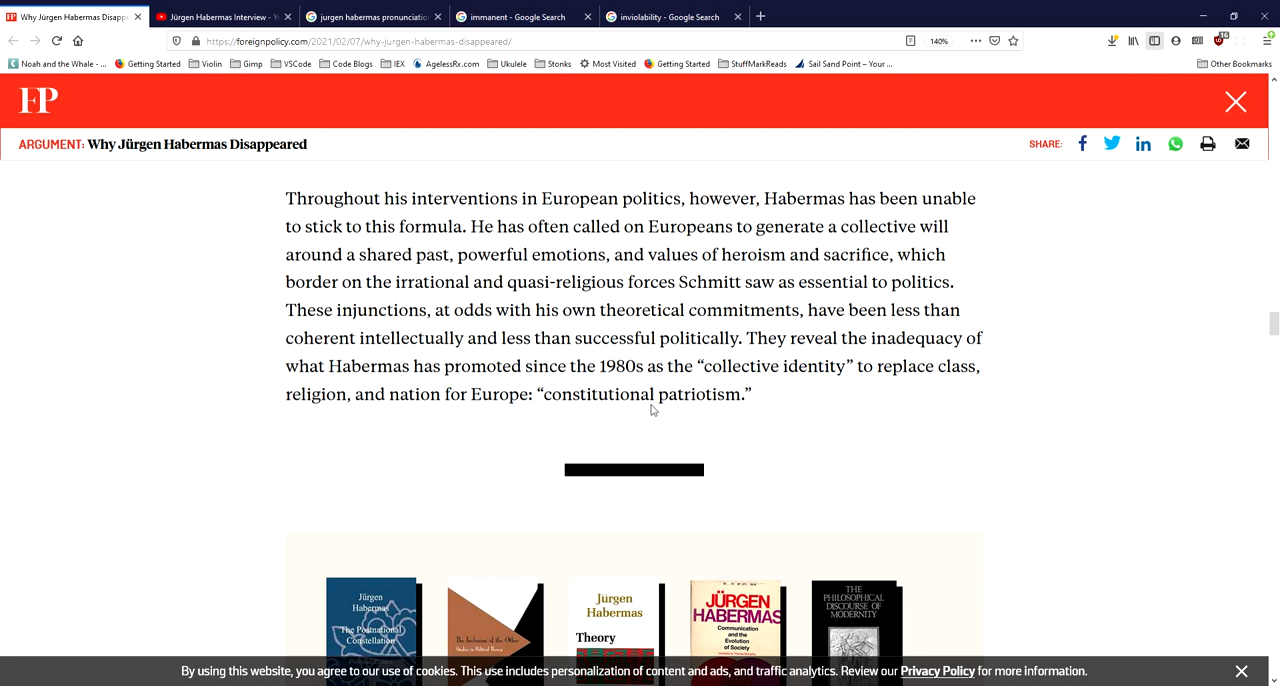 Why Jürgen Habermas Disapp
Jürgen Habermas Interview - Y
jurgen habermas pronunciatio
immanent - Google Search
inviolability - Google Search
https://foreignpolicy.com/2021/02/07/why-jurgen-habermas-disappeared/
140%
Noah and the Whale - ...
Getting Started
Violin
Gimp
VSCode
Code Blogs
IEX
AgelessRx.com
Ukulele
Stonks
Most Visited
Getting Started
StuffMarkReads
Sail Sand Point – Your ...
Other Bookmarks
FP
ARGUMENT: Why Jürgen Habermas Disappeared
SHARE:
Throughout his interventions in European politics, however, Habermas has been unable
to stick to this formula. He has often called on Europeans to generate a collective will
around a shared past, powerful emotions, and values of heroism and sacrifice, which
border on the irrational and quasi-religious forces Schmitt saw as essential to politics.
These injunctions, at odds with his own theoretical commitments, have been less than
coherent intellectually and less than successful politically. They reveal the inadequacy of
what Habermas has promoted since the 1980s as the “collective identity” to replace class,
religion, and nation for Europe: “constitutional patriotism.”
Jürgen
Habermas
The Postnational
Constellation
The Inclusion of the Other
Studies in Political Theory
Jürgen
Habermas
Theory
JÜRGEN
HABERMAS
Communication
and the
Evolution
of Society
THE
PHILOSOPHICAL
DISCOURSE OF
MODERNITY
By using this website, you agree to our use of cookies. This use includes personalization of content and ads, and traffic analytics. Review our Privacy Policy for more information.